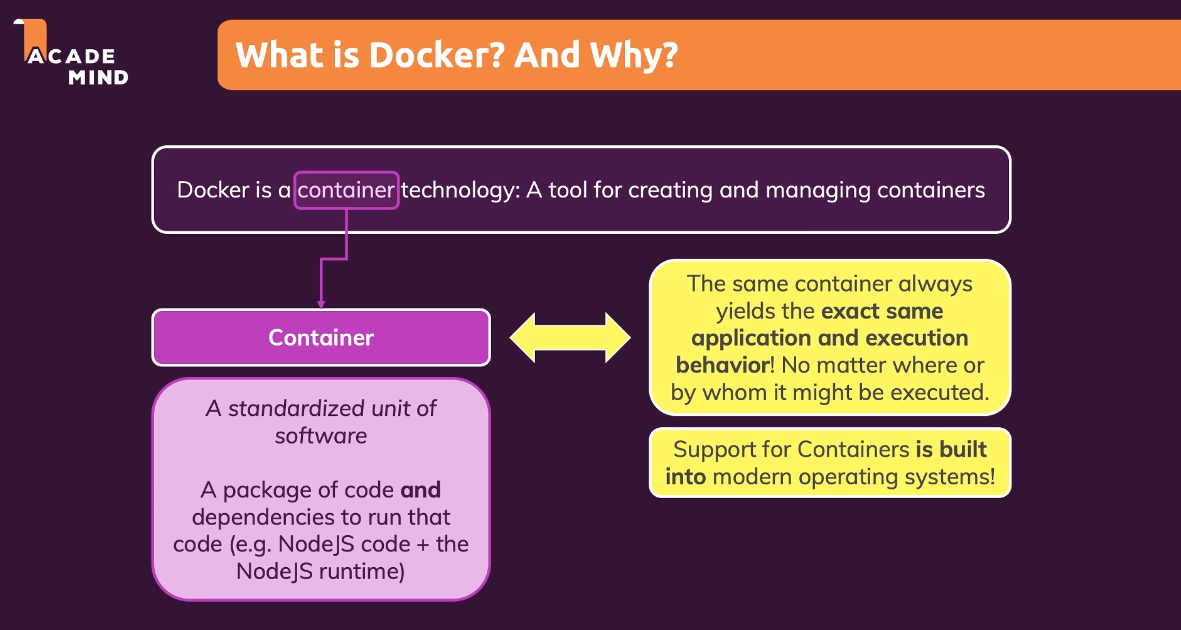 ACADE
MIND
What is Docker? And Why?
Docker is a container technology: A tool for creating and managing containers
Container
A standardized unit of
software
A package of code and
dependencies to run that
code (e.g. NodeJS code + the
NodeJS runtime)
The same container always
yields the exact same
application and execution
behavior! No matter where or
by whom it might be executed.
Support for Containers is built
into modern operating systems!